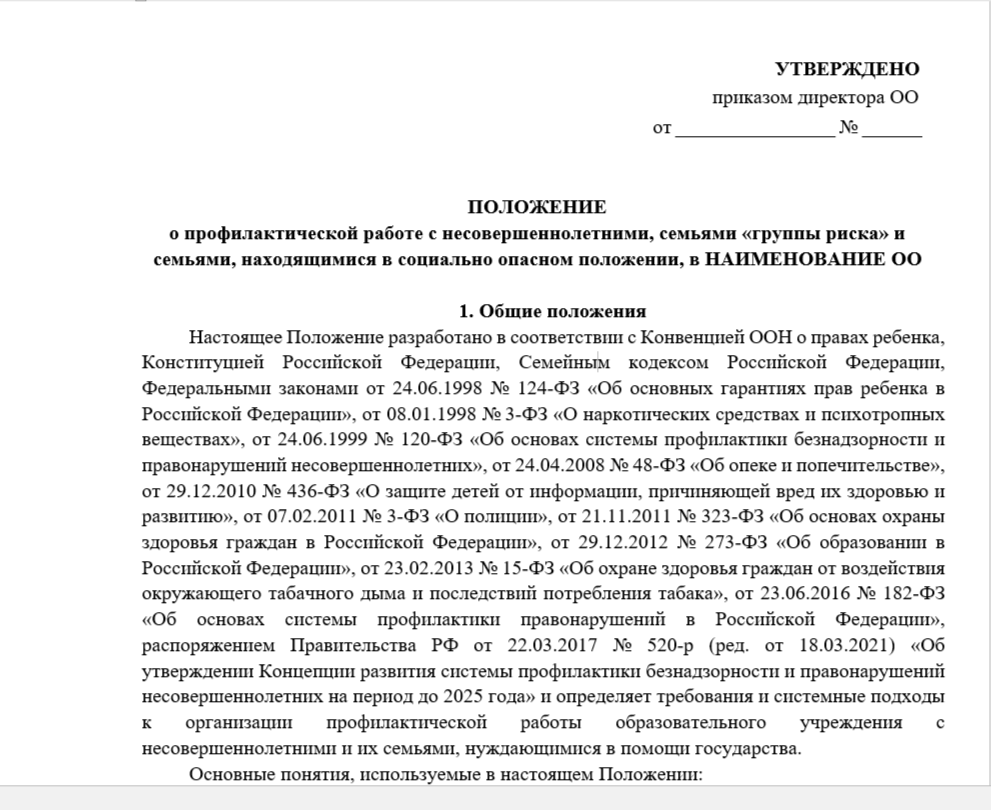 УТВЕРЖДЕНО
приказом директора ОО
от ________________ № ______
ПОЛОЖЕНИЕ
о профилактической работе с несовершеннолетними, семьями «группы риска» и
семьями, находящимися в социально опасном положении, в НАИМЕНОВАНИЕ ОО
1. Общие положения
Настоящее Положение разработано в соответствии с Конвенцией ООН о правах ребенка,
Конституцией Российской Федерации, Семейным кодексом Российской Федерации,
Федеральными законами от 24.06.1998 № 124-ФЗ «Об основных гарантиях прав ребенка в
Российской Федерации», от 08.01.1998 № 3-ФЗ «О наркотических средствах и психотропных
веществах», от 24.06.1999 № 120-ФЗ «Об основах системы профилактики безнадзорности и
правонарушений несовершеннолетних», от 24.04.2008 № 48-ФЗ «Об опеке и попечительстве»,
от 29.12.2010 № 436-ФЗ «О защите детей от информации, причиняющей вред их здоровью и
развитию», от 07.02.2011 № 3-ФЗ «О полиции», от 21.11.2011 № 323-ФЗ «Об основах охраны
здоровья граждан в Российской Федерации», от 29.12.2012 № 273-ФЗ «Об образовании в
Российской Федерации», от 23.02.2013 № 15-ФЗ «Об охране здоровья граждан от воздействия
окружающего табачного дыма и последствий потребления табака», от 23.06.2016 № 182-ФЗ
«Об основах системы профилактики правонарушений в Российской Федерации»,
распоряжением Правительства РФ от 22.03.2017 № 520-р (ред. от 18.03.2021) «Об
утверждении Концепции развития системы профилактики безнадзорности и правонарушений
несовершеннолетних на период до 2025 года» и определяет требования и системные подходы
к организации профилактической работы образовательного учреждения с
несовершеннолетними и их семьями, нуждающимися в помощи государства.
Основные понятия, используемые в настоящем Положении: